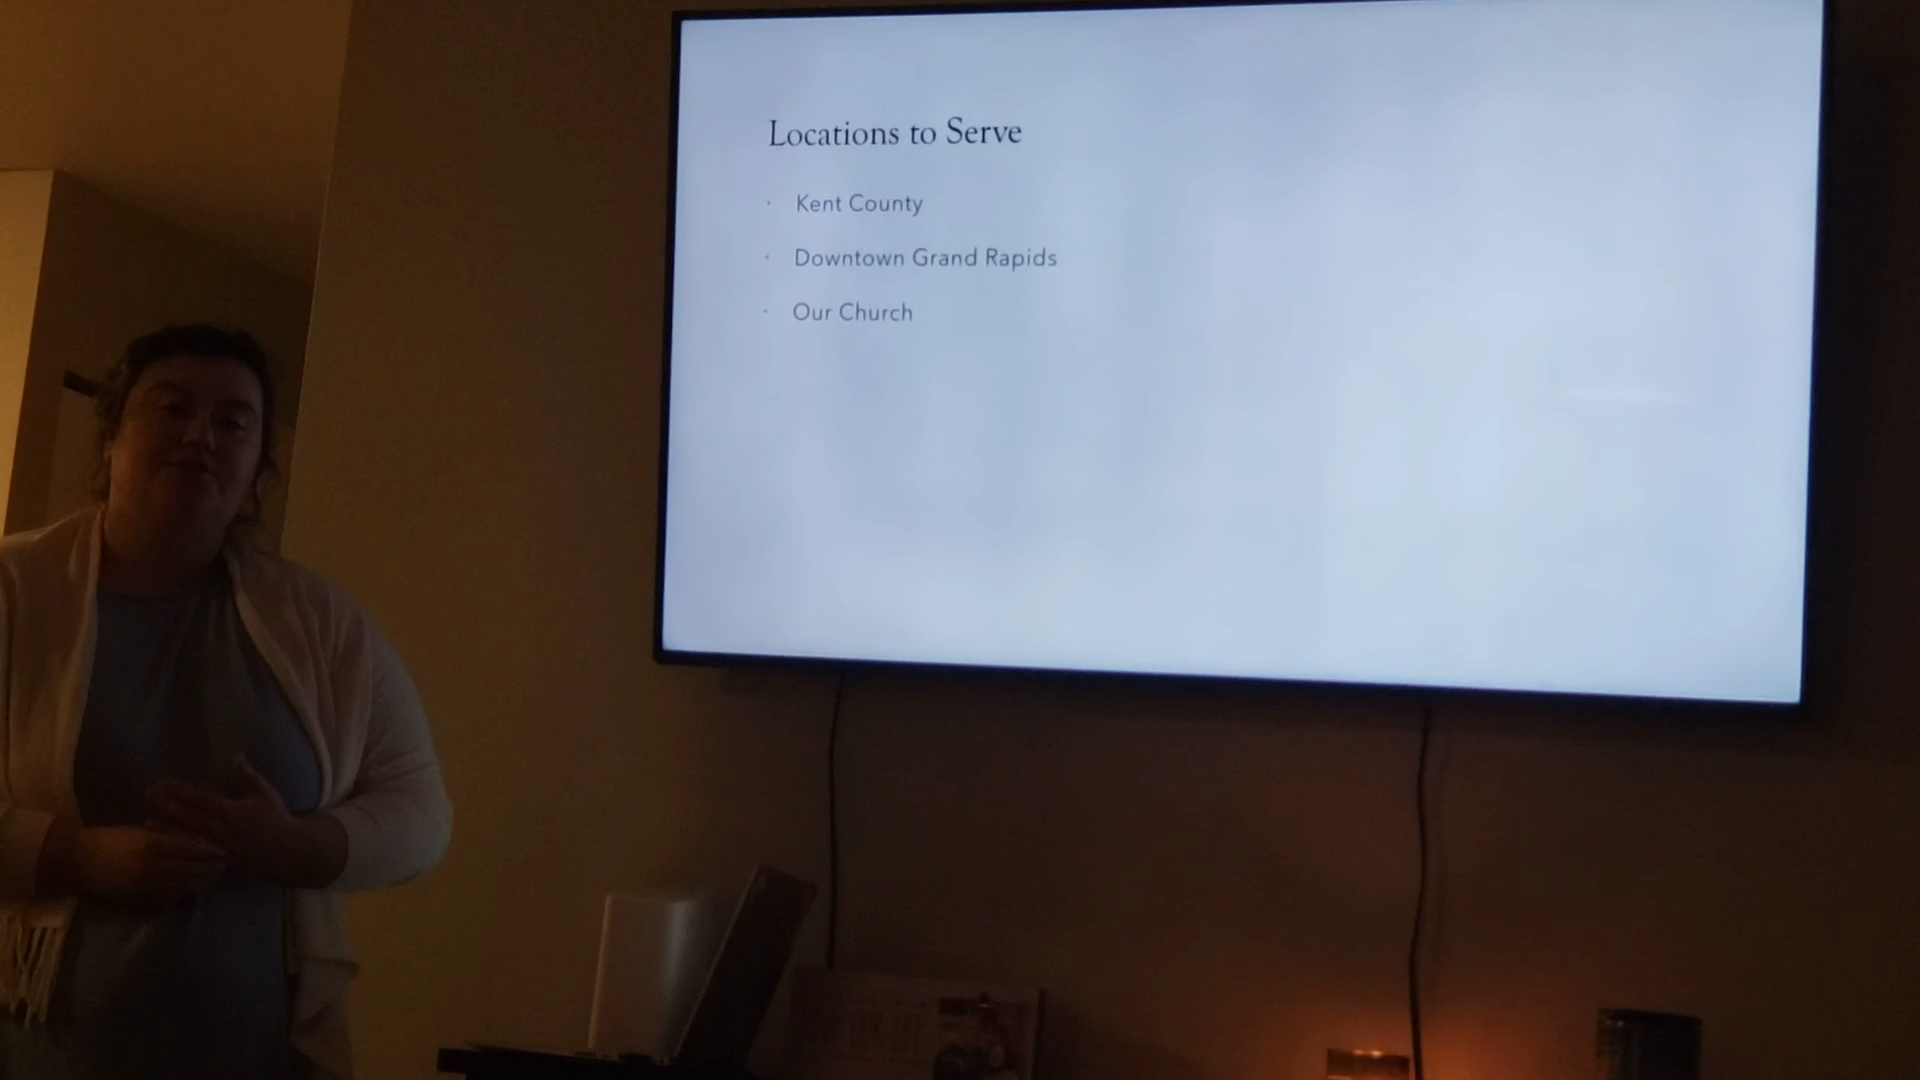 Locations to Serve
Kent County
Downtown Grand Rapids
Our Church